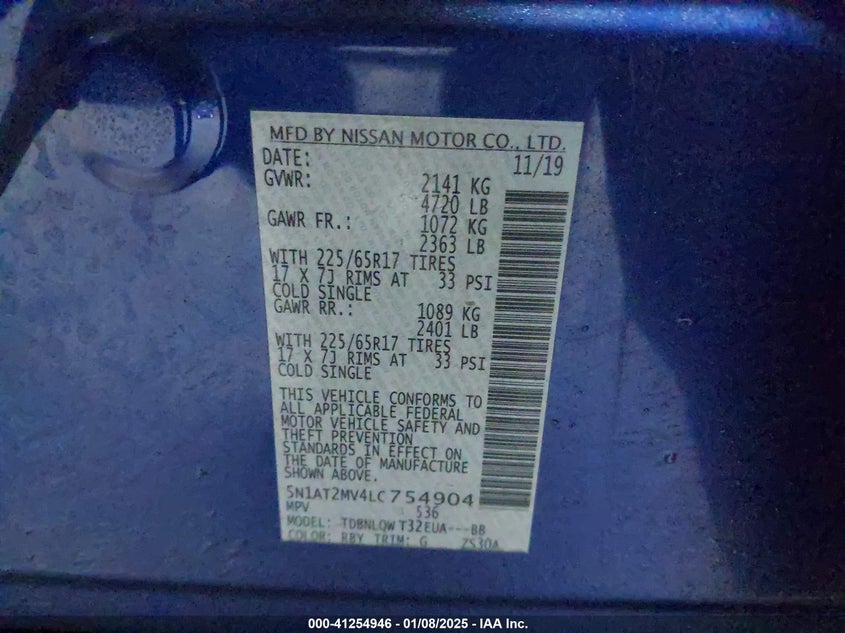 MFD BY NISSAN MOTOR CO., LTD.
DATE: 11/19
GVWR: 2141 KG
4720 LB
GAWR FR.: 1072 KG
2363 LB
WITH 225/65R17 TIRES
17 X 7J RIMS AT 33 PSI
COLD SINGLE
GAWR RR.: 1089 KG
2401 LB
WITH 225/65R17 TIRES
17 X 7J RIMS AT 33 PSI
COLD SINGLE
THIS VEHICLE CONFORMS TO
ALL APPLICABLE FEDERAL
MOTOR VEHICLE SAFETY AND
THEFT PREVENTION
STANDARDS IN EFFECT ON
THE DATE OF MANUFACTURE
SHOWN ABOVE.
5N1AT2MV4LC754904
MPV 536
MODEL: TDBNLQW T32EUA---BB
COLOR: RBY TRIM: G ZS30A
000-41254946 - 01/08/2025 - IAA Inc.